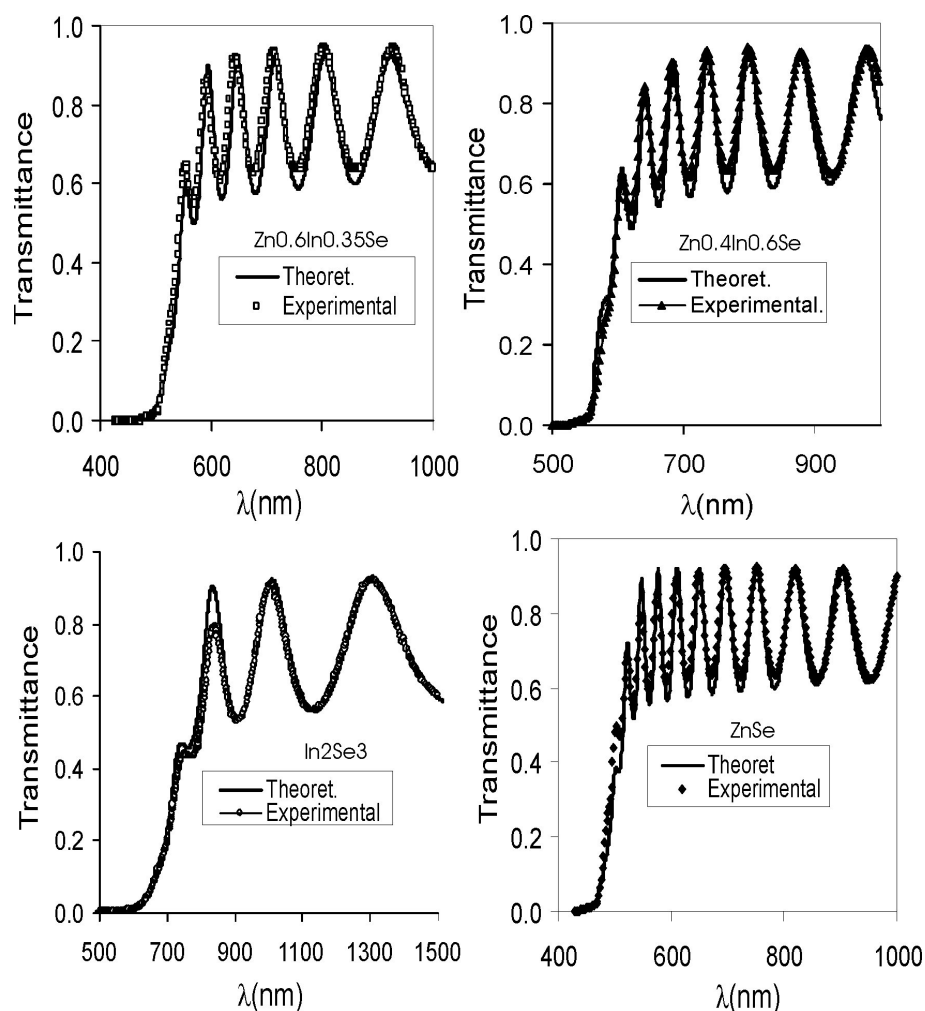 1.0
0.8
0.6
0.4
0.2
0.0
Transmittance
Zn0.6In0.35Se
Theoret.
Experimental
400 600 800 1000
λ(nm)
1.0
0.8
0.6
0.4
0.2
0.0
Transmittance
Zn0.4In0.6Se
Theoret.
Experimental.
500 700 900
λ(nm)
1.0
0.8
0.6
0.4
0.2
0.0
Transmittance
In2Se3
Theoret.
Experimental
500 700 900 1100 1300 1500
λ(nm)
1.0
0.8
0.6
0.4
0.2
0.0
Transmittance
ZnSe
Theoret
Experimental
400 600 800 1000
λ(nm)